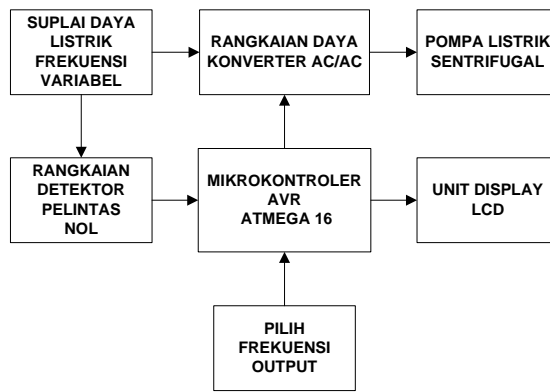 SUPLAI DAYA
LISTRIK
FREKUENSI
VARIABEL
RANGKAIAN DAYA
KONVERTER AC/AC
POMPA LISTRIK
SENTRIFUGAL
RANGKAIAN
DETEKTOR
PELINTAS
NOL
MIKROKONTROLER
AVR
ATMEGA 16
UNIT DISPLAY
LCD
PILIH
FREKUENSI
OUTPUT